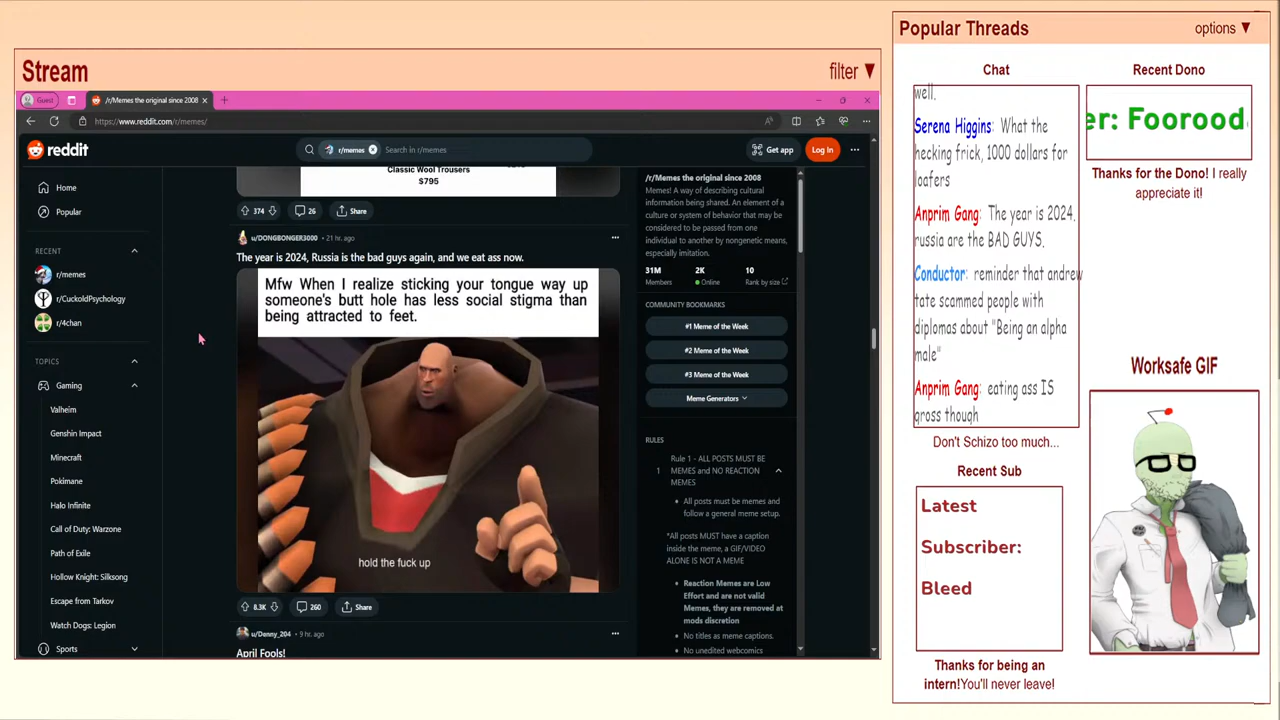 Popular Threads
options ▼
Stream
filter ▼
Guest
/r/Memes the original since 2008
https://www.reddit.com/r/memes/
reddit
r/memes
Search in r/memes
Get app
Log In
Home
Popular
RECENT
r/memes
r/CuckoldPsychology
r/4chan
TOPICS
Gaming
Valheim
Genshin Impact
Minecraft
Pokimane
Halo Infinite
Call of Duty: Warzone
Path of Exile
Hollow Knight: Silksong
Escape from Tarkov
Watch Dogs: Legion
Sports
Classic Wool Trousers
$795
374
26
Share
u/DONGBONGER3000 • 21 hr. ago
The year is 2024, Russia is the bad guys again, and we eat ass now.
Mfw When I realize sticking your tongue way up
someone's butt hole has less social stigma than
being attracted to feet.
hold the fuck up
8.3K
260
Share
u/Denny_204 • 9 hr. ago
April Fools!
/r/Memes the original since 2008
Memes! A way of describing cultural
information being shared. An element of a
culture or system of behavior that may be
considered to be passed from one
individual to another by nongenetic means,
especially imitation.
31M
Members
2K
Online
10
Rank by size
COMMUNITY BOOKMARKS
#1 Meme of the Week
#2 Meme of the Week
#3 Meme of the Week
Meme Generators
RULES
1
Rule 1 - ALL POSTS MUST BE
MEMES and NO REACTION
MEMES
All posts must be memes and
follow a general meme setup.
*All posts MUST have a caption
inside the meme, a GIF/VIDEO
ALONE IS NOT A MEME
Reaction Memes are Low
Effort and are not valid
Memes, they are removed at
mods discretion
No titles as meme captions.
No unedited webcomics
Chat
well.
Serena Higgins: What the
hecking frick, 1000 dollars for
loafers
Anprim Gang: The year is 2024.
russia are the BAD GUYS.
Conductor: reminder that andrew
tate scammed people with
diplomas about "Being an alpha
male"
Anprim Gang: eating ass IS
gross though
Don't Schizo too much...
Recent Sub
Latest
Subscriber:
Bleed
Thanks for being an
intern!You'll never leave!
Recent Dono
er: Foorood
Thanks for the Dono! I really
appreciate it!
Worksafe GIF